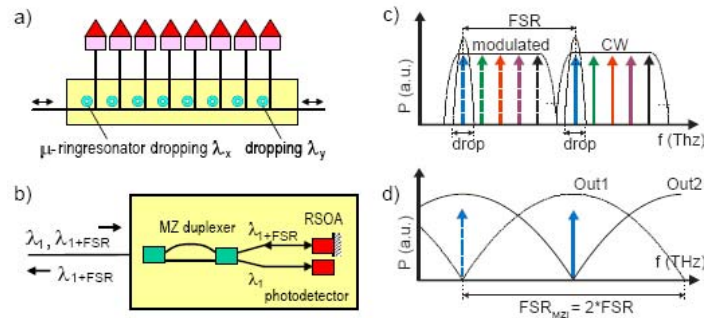 a)
μ-ringresonator dropping λx dropping λy
b)
RSOA
MZ duplexer
λ1, λ1+FSR
λ1+FSR
λ1+FSR
λ1
photodetector
c)
FSR
modulated
CW
P (a.u.)
f (Thz)
drop
drop
d)
Out1
Out2
P (a.u.)
f (THz)
FSRMZI = 2*FSR